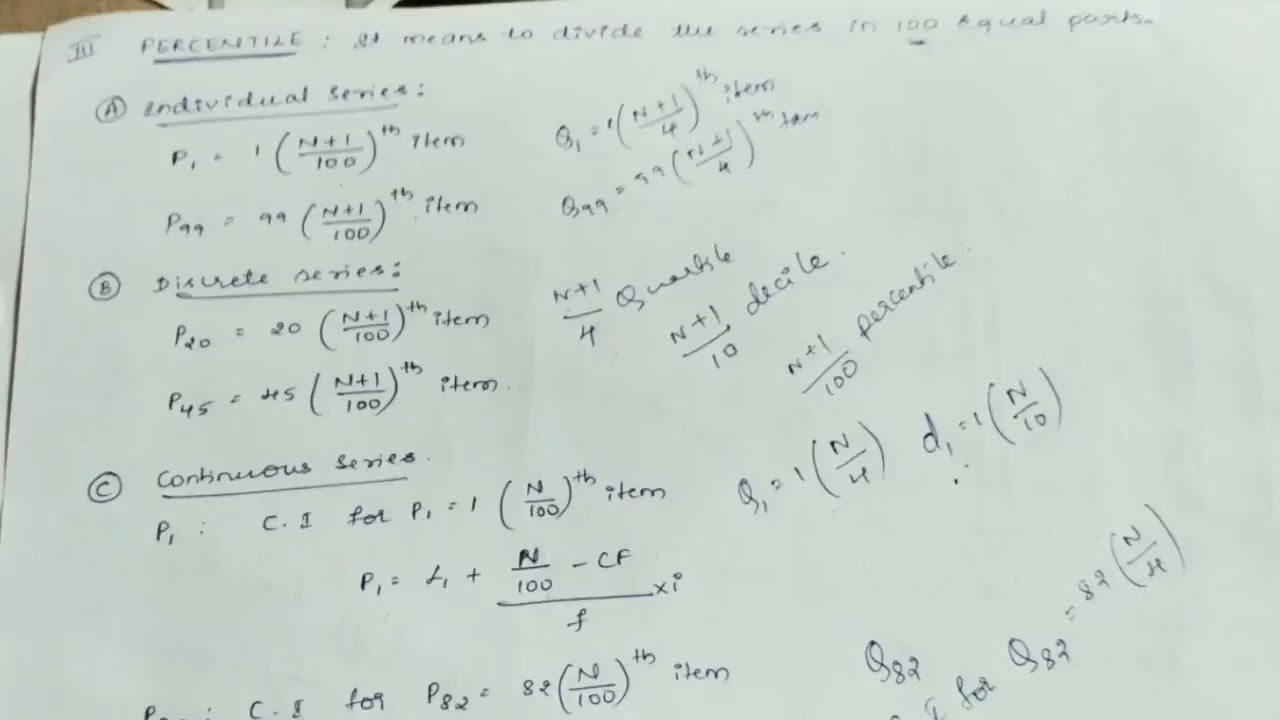 III PERCENTILE : It means to divide the series in 100 equal parts.
A Individual series :
P₁ = 1 (N+1/100)ᵗʰ item
Q₁ = 1(N+1/4)ᵗʰ item
P₉₉ = 99 (N+1/100)ᵗʰ item
Q₉₉ = 99 (N+1/4)ᵗʰ tem
B Discrete series :
P₂₀ = 20 (N+1/100)ᵗʰ item
N+1/4 Quartile
N+1/10 decile.
N+1/100 percentile.
P₄₅ = 45 (N+1/100)ᵗʰ item.
C Continuous series.
P₁ : C.I for P₁ = 1 (N/100)ᵗʰ item
Q₁ = 1(N/4) d₁ = 1(N/10)
P₁ = L₁ + N/100 - CF / f × i
C.I for P₈₂ = 82(N/100)ᵗʰ item
Q₈₂
I for Q₈₂ = 82(N/4)